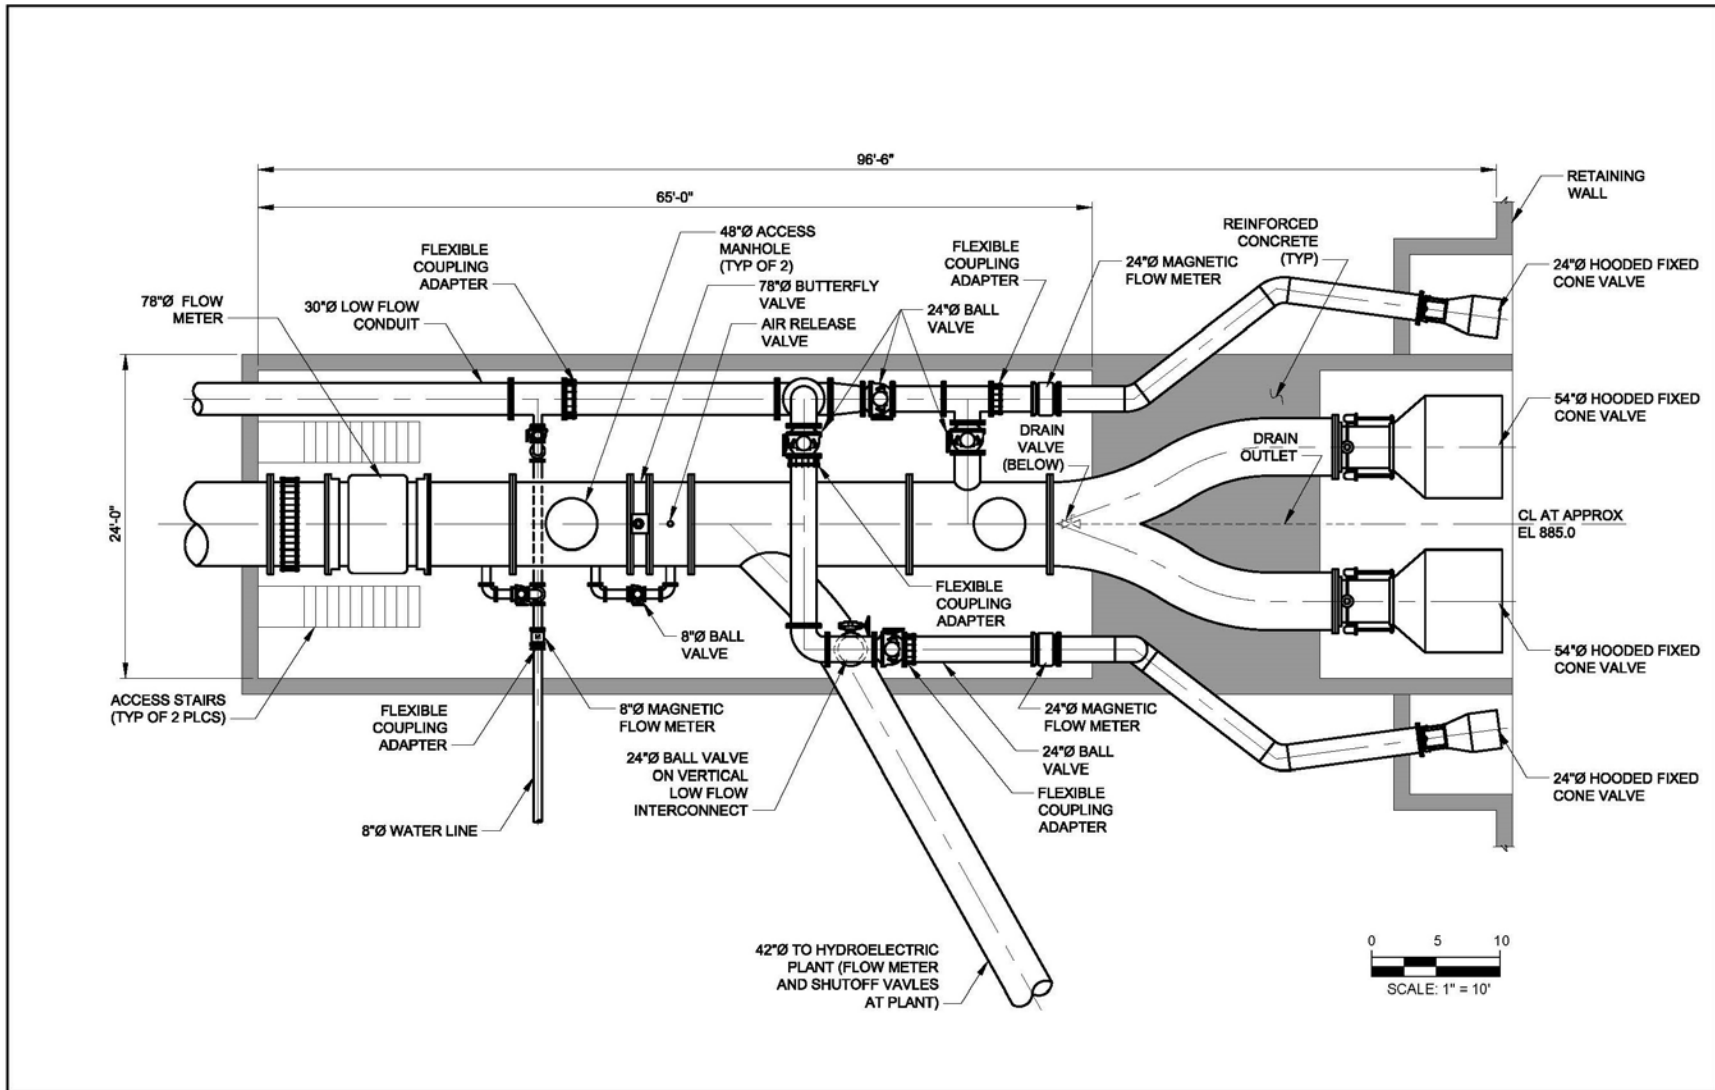 96'-6"
65'-0"
RETAINING
WALL
48"Ø ACCESS
MANHOLE
(TYP OF 2)
REINFORCED
CONCRETE
(TYP)
FLEXIBLE
COUPLING
ADAPTER
FLEXIBLE
COUPLING
ADAPTER
24"Ø MAGNETIC
FLOW METER
24"Ø HOODED FIXED
CONE VALVE
78"Ø FLOW
METER
30"Ø LOW FLOW
CONDUIT
78"Ø BUTTERFLY
VALVE
AIR RELEASE
VALVE
24"Ø BALL
VALVE
54"Ø HOODED FIXED
CONE VALVE
DRAIN
VALVE
(BELOW)
DRAIN
OUTLET
24'-0"
CL AT APPROX
EL 885.0
FLEXIBLE
COUPLING
ADAPTER
8"Ø BALL
VALVE
54"Ø HOODED FIXED
CONE VALVE
ACCESS STAIRS
(TYP OF 2 PLCS)
FLEXIBLE
COUPLING
ADAPTER
8"Ø MAGNETIC
FLOW METER
24"Ø MAGNETIC
FLOW METER
24"Ø BALL VALVE
ON VERTICAL
LOW FLOW
INTERCONNECT
24"Ø BALL
VALVE
FLEXIBLE
COUPLING
ADAPTER
24"Ø HOODED FIXED
CONE VALVE
8"Ø WATER LINE
42"Ø TO HYDROELECTRIC
PLANT (FLOW METER
AND SHUTOFF VAVLES
AT PLANT)
0 5 10
SCALE: 1" = 10'